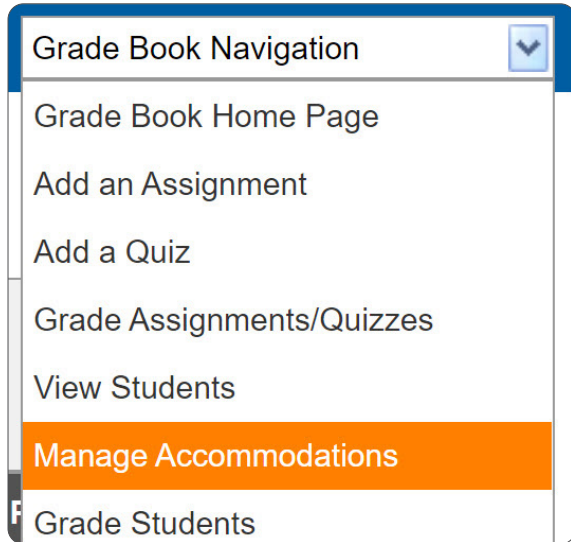 Grade Book Navigation
Grade Book Home Page
Add an Assignment
Add a Quiz
Grade Assignments/Quizzes
View Students
Manage Accommodations
Grade Students